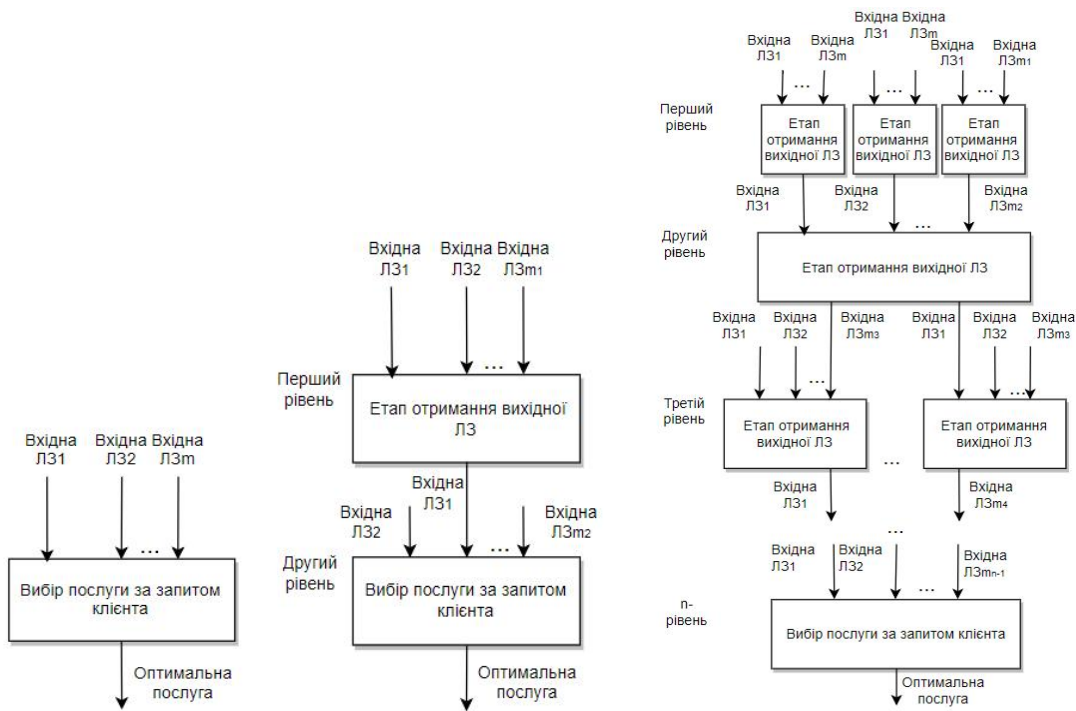 Вхідна ЛЗ1
Вхідна ЛЗ2
Вхідна ЛЗm
...
Вибір послуги за запитом
клієнта
Оптимальна
послуга
Вхідна
ЛЗ1
Вхідна
ЛЗ2
Вхідна
ЛЗm1
...
Перший
рівень
Етап отримання вихідної
ЛЗ
Вхідна
ЛЗ1
Вхідна
ЛЗ2
...
Вхідна
ЛЗm2
Другий
рівень
Вибір послуги за запитом
клієнта
Оптимальна
послуга
Вхідна
ЛЗ1
Вхідна
ЛЗm
...
Вхідна
ЛЗ1
Вхідна
ЛЗm
...
Вхідна
ЛЗ1
Вхідна
ЛЗm1
...
Перший
рівень
Етап
отримання
вихідної ЛЗ
Етап
отримання
вихідної ЛЗ
Етап
отримання
вихідної ЛЗ
Вхідна
ЛЗ1
Вхідна
ЛЗ2
...
Вхідна
ЛЗm2
Другий
рівень
Етап отримання вихідної ЛЗ
Вхідна
ЛЗ1
Вхідна
ЛЗ2
...
Вхідна
ЛЗm3
Вхідна
ЛЗ1
Вхідна
ЛЗ2
...
Вхідна
ЛЗm3
Третій
рівень
Етап отримання
вихідної ЛЗ
...
Етап отримання
вихідної ЛЗ
Вхідна
ЛЗ1
Вхідна
ЛЗm4
...
Вхідна
ЛЗ1
Вхідна
ЛЗ2
...
Вхідна
ЛЗmn-1
n-
рівень
Вибір послуги за запитом клієнта
Оптимальна
послуга